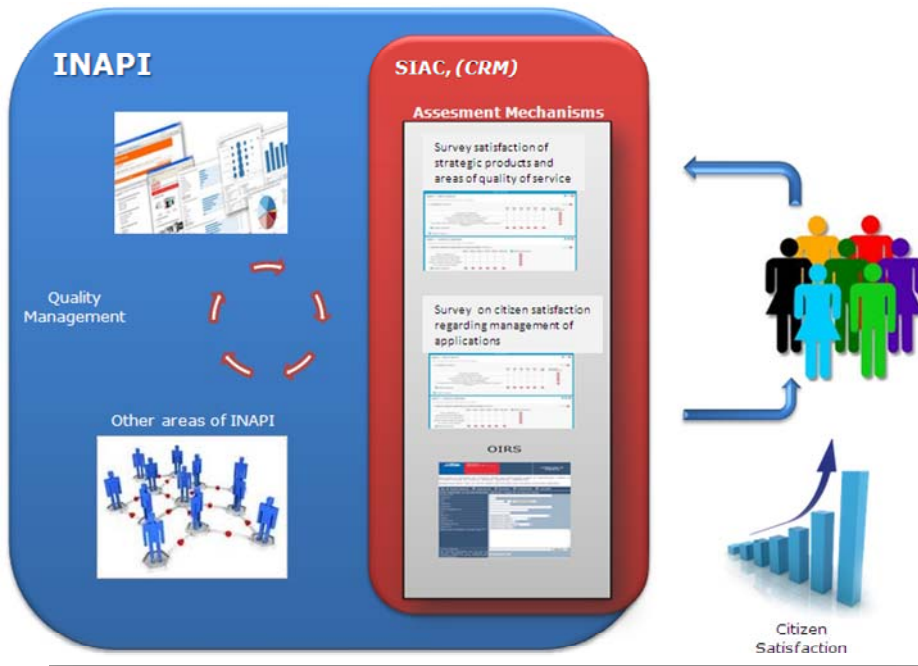 INAPI
SIAC, (CRM)
Assesment Mechanisms
Survey satisfaction of
strategic products and
areas of quality of service
Quality
Management
Survey on citizen satisfaction
regarding management of
applications
Other areas of INAPI
OIRS
Citizen
Satisfaction